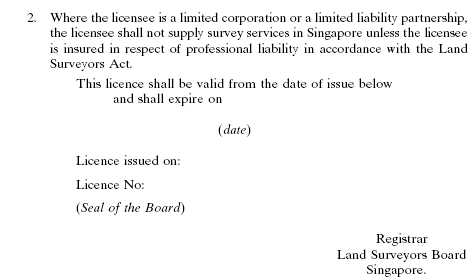 2. Where the licensee is a limited corporation or a limited liability partnership,
the licensee shall not supply survey services in Singapore unless the licensee
is insured in respect of professional liability in accordance with the Land
Surveyors Act.
This licence shall be valid from the date of issue below
and shall expire on
(date)
Licence issued on:
Licence No:
(Seal of the Board)
Registrar
Land Surveyors Board
Singapore.